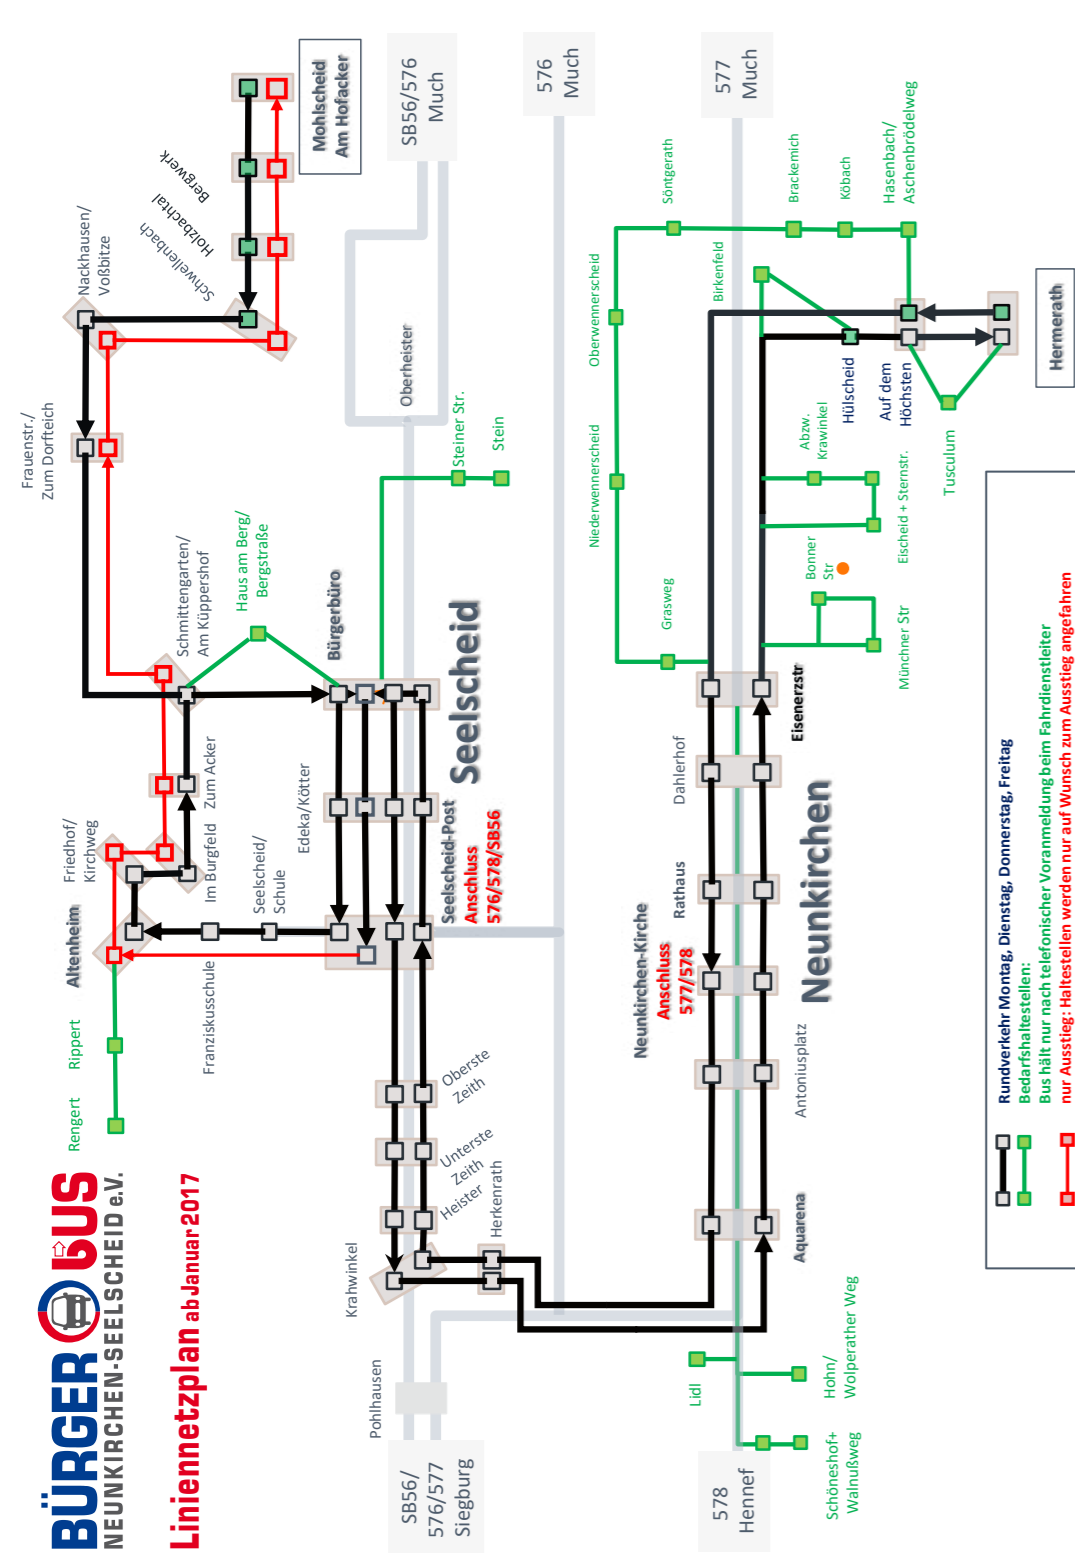 BÜRGER BUS
NEUNKIRCHEN-SEELSCHEID e.V.
Liniennetzplan ab Januar 2017
Rengert
Rippert
Altenheim
Friedhof/
Kirchweg
Franziskusschule
Im Burgfeld
Zum Acker
Seelscheid/
Schule
Edeka/Kötter
Schmittengarten/
Am Küppershof
Haus am Berg/
Bergstraße
Bürgerbüro
Frauenstr./
Zum Dorfteich
Nackhausen/
Voßbitze
Schwellenbach
Holzbachtal
Bergwerk
Mohlscheid
Am Hofacker
SB56/576
Much
576
Much
577
Much
Oberheister
Steiner Str.
Stein
Seelscheid
Seelscheid-Post
Anschluss
576/578/SB56
Oberste
Zeith
Unterste
Zeith
Heister
Herkenrath
Krahwinkel
Pohlhausen
SB56/
576/577
Siegburg
578
Hennef
Lidl
Hohn/
Wolperather Weg
Schöneshof+
Walnußweg
Aquarena
Antoniusplatz
Neunkirchen-Kirche
Anschluss
577/578
Rathaus
Neunkirchen
Dahlerhof
Eisenerzstr
Grasweg
Niederwennerscheid
Oberwennerscheid
Söntgerath
Brackemich
Köbach
Hasenbach/
Aschenbrödelweg
Birkenfeld
Hülscheid
Auf dem
Höchsten
Hermerath
Tusculum
Abzw.
Krawinkel
Eischeid + Sternstr.
Bonner
Str
Münchner Str
Rundverkehr Montag, Dienstag, Donnerstag, Freitag
Bedarfshaltestellen:
Bus hält nur nach telefonischer Voranmeldung beim Fahrdienstleiter
nur Ausstieg: Haltestellen werden nur auf Wunsch zum Ausstieg angefahren